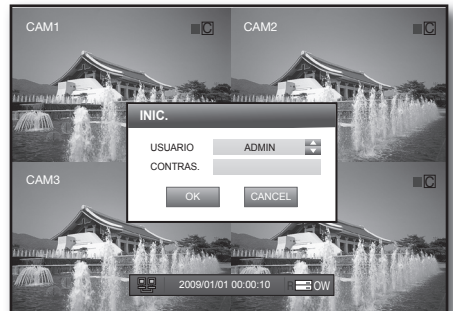 CAM1
C
CAM2
C
INIC.
USUARIO
ADMIN
CONTRAS.
OK
CANCEL
CAM3
C
2009/01/01 00:00:10
R
OW